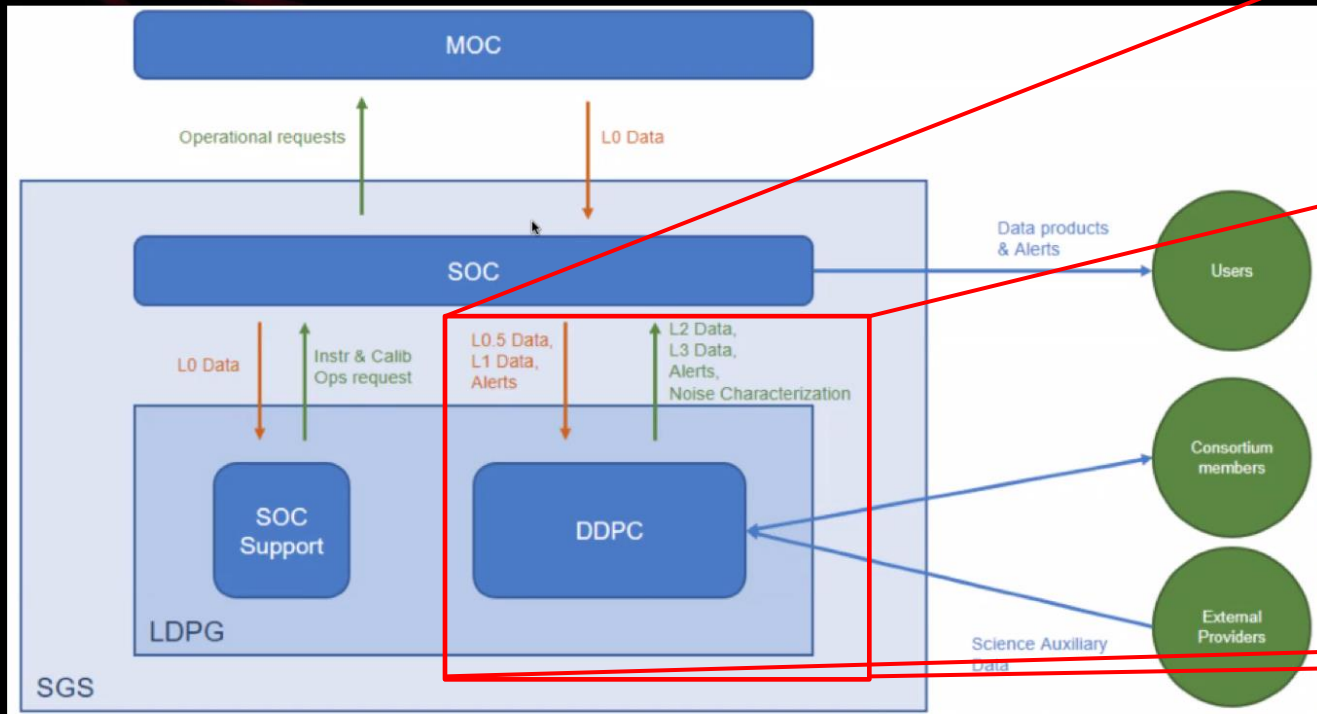 MOC
Operational requests
L0 Data
SOC
Data products
& Alerts
Users
L0 Data
Instr & Calib
Ops request
L0.5 Data,
L1 Data,
Alerts
L2 Data,
L3 Data,
Alerts,
Noise Characterization
Consortium
members
SOC
Support
DDPC
LDPG
External
Providers
Science Auxiliary
Data
SGS